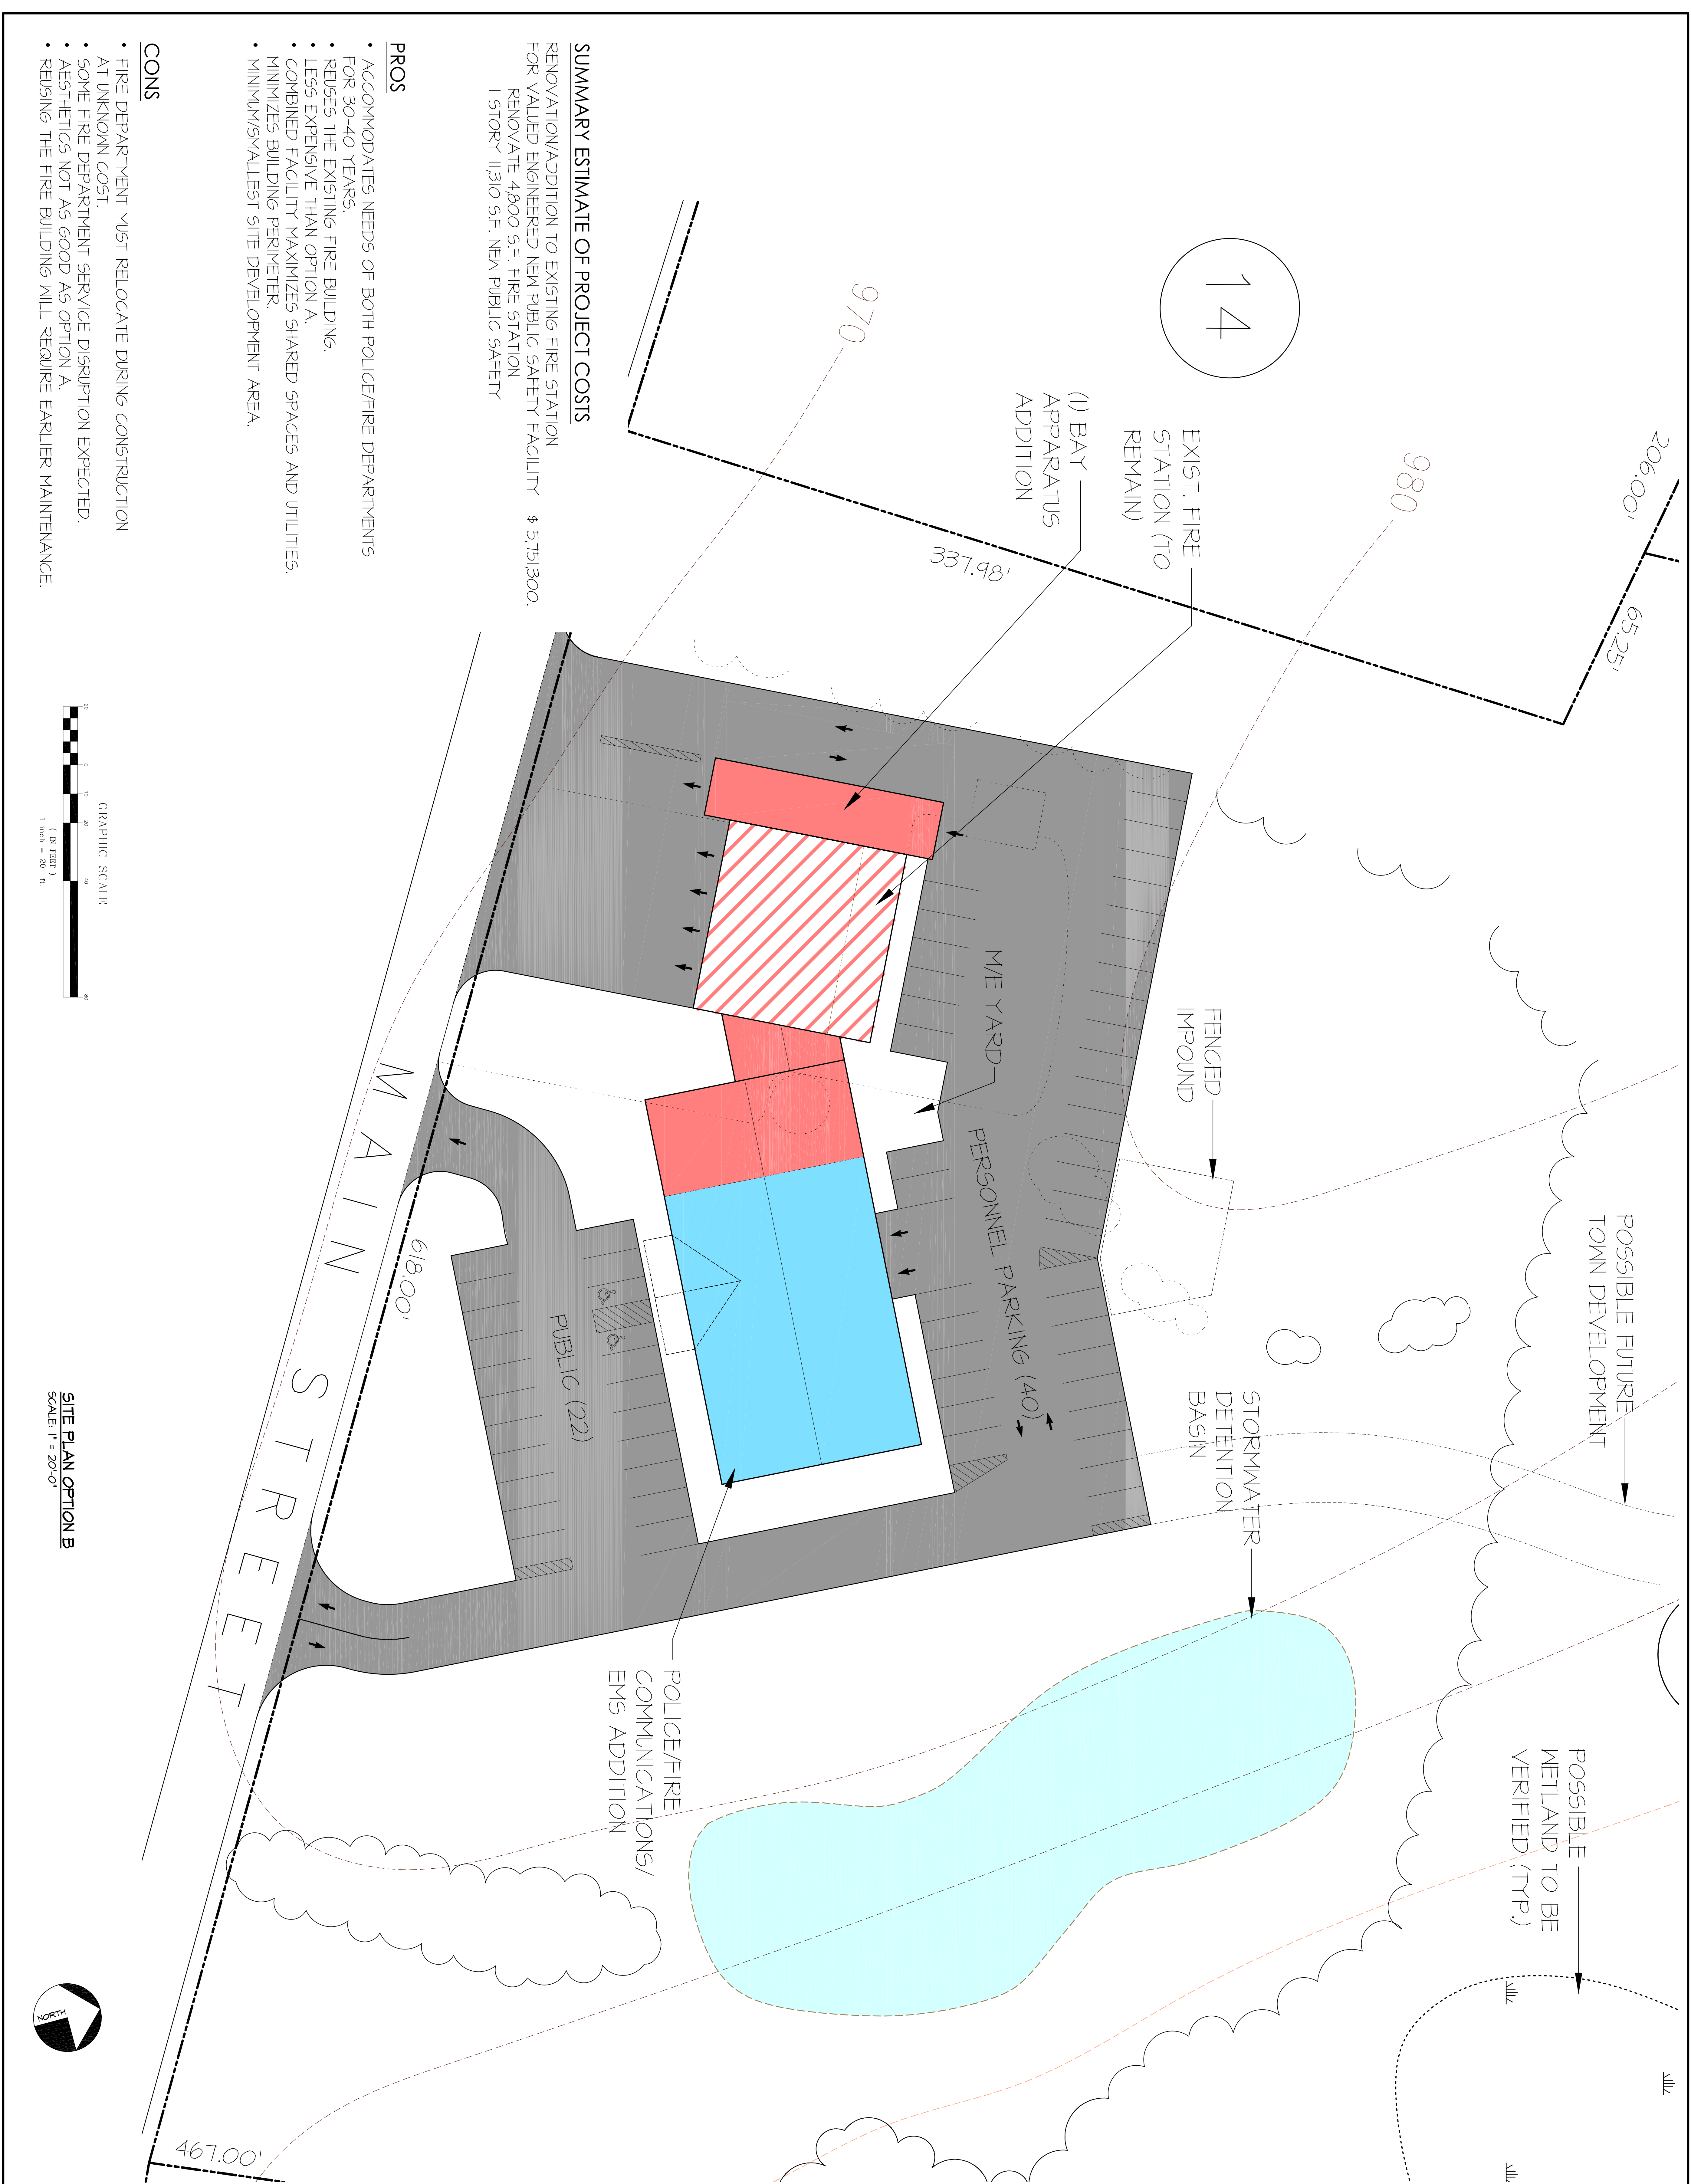 206.00'
65.25'
POSSIBLE FUTURE
TOWN DEVELOPMENT
POSSIBLE
WETLAND TO BE
VERIFIED (TYP.)
980
14
EXIST. FIRE
STATION (TO
REMAIN)
(1) BAY
APPARATUS
ADDITION
337.98'
970
FENCED
IMPOUND
STORMWATER
DETENTION
BASIN
M/E YARD
PERSONNEL PARKING (40)
PUBLIC (22)
POLICE/FIRE
COMMUNICATIONS/
EMS ADDITION
618.00'
MAIN STREET
467.00'
SUMMARY ESTIMATE OF PROJECT COSTS
RENOVATION/ADDITION TO EXISTING FIRE STATION
FOR VALUED ENGINEERED NEW PUBLIC SAFETY FACILITY $ 5,751,300.
RENOVATE 4,800 S.F. FIRE STATION
1 STORY 11,310 S.F. NEW PUBLIC SAFETY
PROS
• ACCOMMODATES NEEDS OF BOTH POLICE/FIRE DEPARTMENTS
FOR 30-40 YEARS.
• REUSES THE EXISTING FIRE BUILDING.
• LESS EXPENSIVE THAN OPTION A.
• COMBINED FACILITY MAXIMIZES SHARED SPACES AND UTILITIES.
MINIMIZES BUILDING PERIMETER.
• MINIMUM/SMALLEST SITE DEVELOPMENT AREA.
CONS
• FIRE DEPARTMENT MUST RELOCATE DURING CONSTRUCTION
AT UNKNOWN COST.
• SOME FIRE DEPARTMENT SERVICE DISRUPTION EXPECTED.
• AESTHETICS NOT AS GOOD AS OPTION A.
• REUSING THE FIRE BUILDING WILL REQUIRE EARLIER MAINTENANCE.
GRAPHIC SCALE
20 0 10 20 40 80
( IN FEET )
1 inch = 20 ft.
SITE PLAN OPTION B
SCALE: 1" = 20'-0"
NORTH